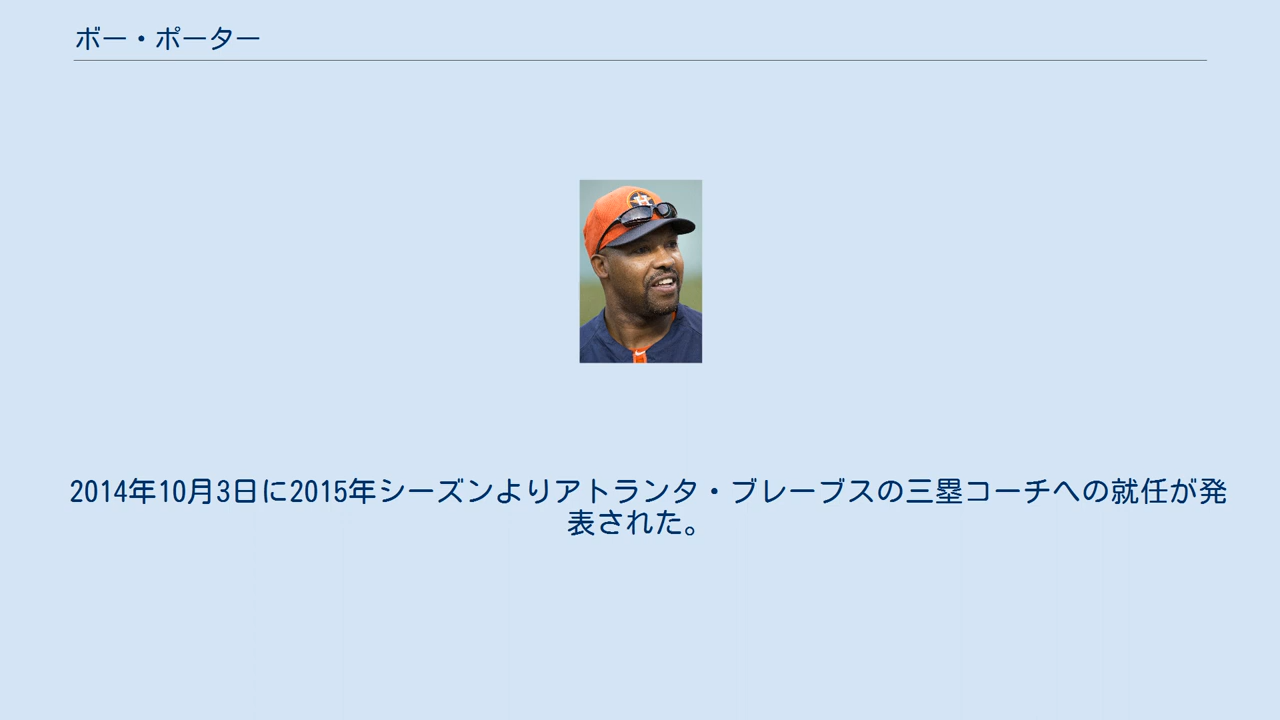 ボー・ポーター
2014年10月3日に2015年シーズンよりアトランタ・ブレーブスの三塁コーチへの就任が発
表された。